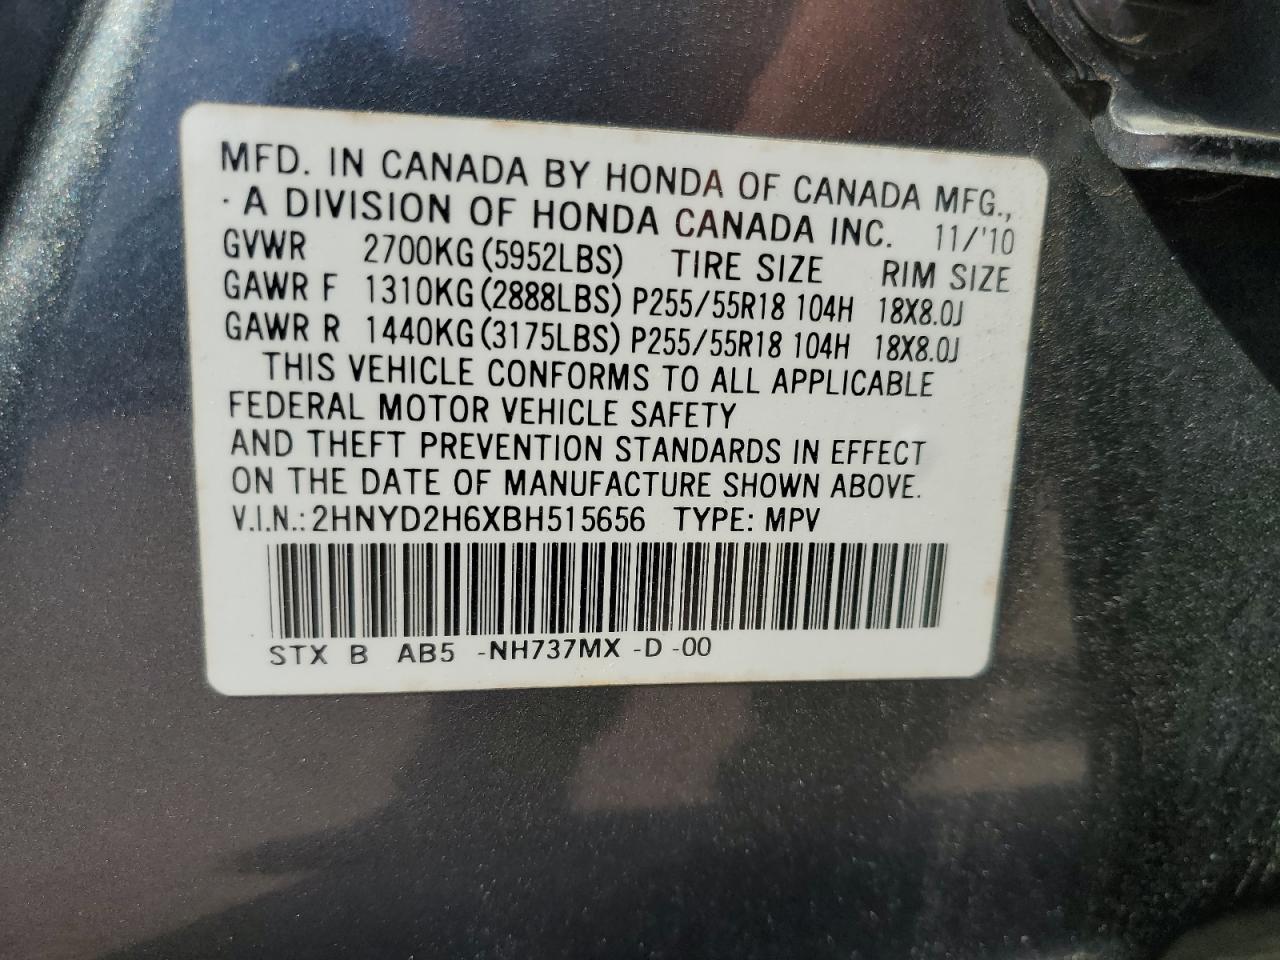 MFD. IN CANADA BY HONDA OF CANADA MFG.,
· A DIVISION OF HONDA CANADA INC. 11/'10
GVWR 2700KG (5952LBS) TIRE SIZE RIM SIZE
GAWR F 1310KG (2888LBS) P255/55R18 104H 18X8.0J
GAWR R 1440KG (3175LBS) P255/55R18 104H 18X8.0J
THIS VEHICLE CONFORMS TO ALL APPLICABLE
FEDERAL MOTOR VEHICLE SAFETY
AND THEFT PREVENTION STANDARDS IN EFFECT
ON THE DATE OF MANUFACTURE SHOWN ABOVE.
V.I.N.: 2HNYD2H6XBH515656 TYPE: MPV
STX B AB5 -NH737MX -D -00